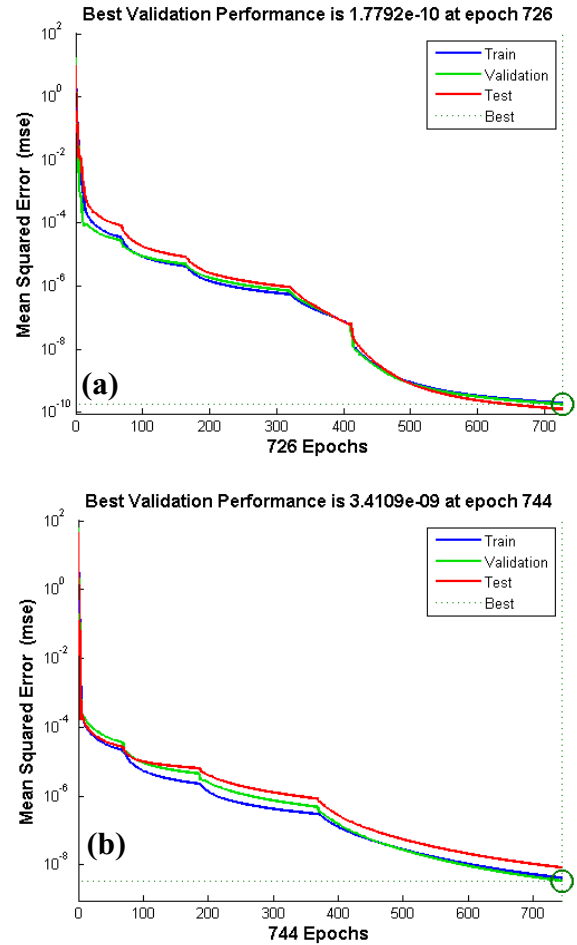 Best Validation Performance is 1.7792e-10 at epoch 726
Mean Squared Error (mse)
10^2
10^0
10^-2
10^-4
10^-6
10^-8
10^-10
Train
Validation
Test
Best
(a)
0 100 200 300 400 500 600 700
726 Epochs
Best Validation Performance is 3.4109e-09 at epoch 744
Mean Squared Error (mse)
10^2
10^0
10^-2
10^-4
10^-6
10^-8
Train
Validation
Test
Best
(b)
0 100 200 300 400 500 600 700
744 Epochs